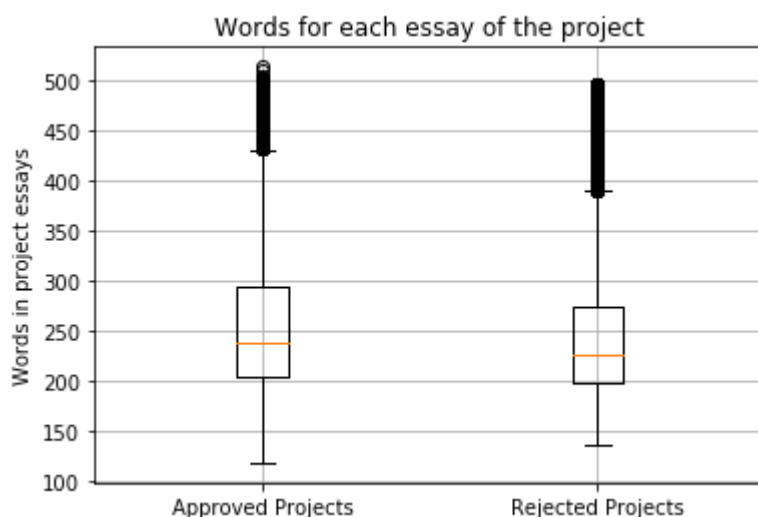 Words for each essay of the project
Words in project essays
500
450
400
350
300
250
200
150
100
Approved Projects
Rejected Projects